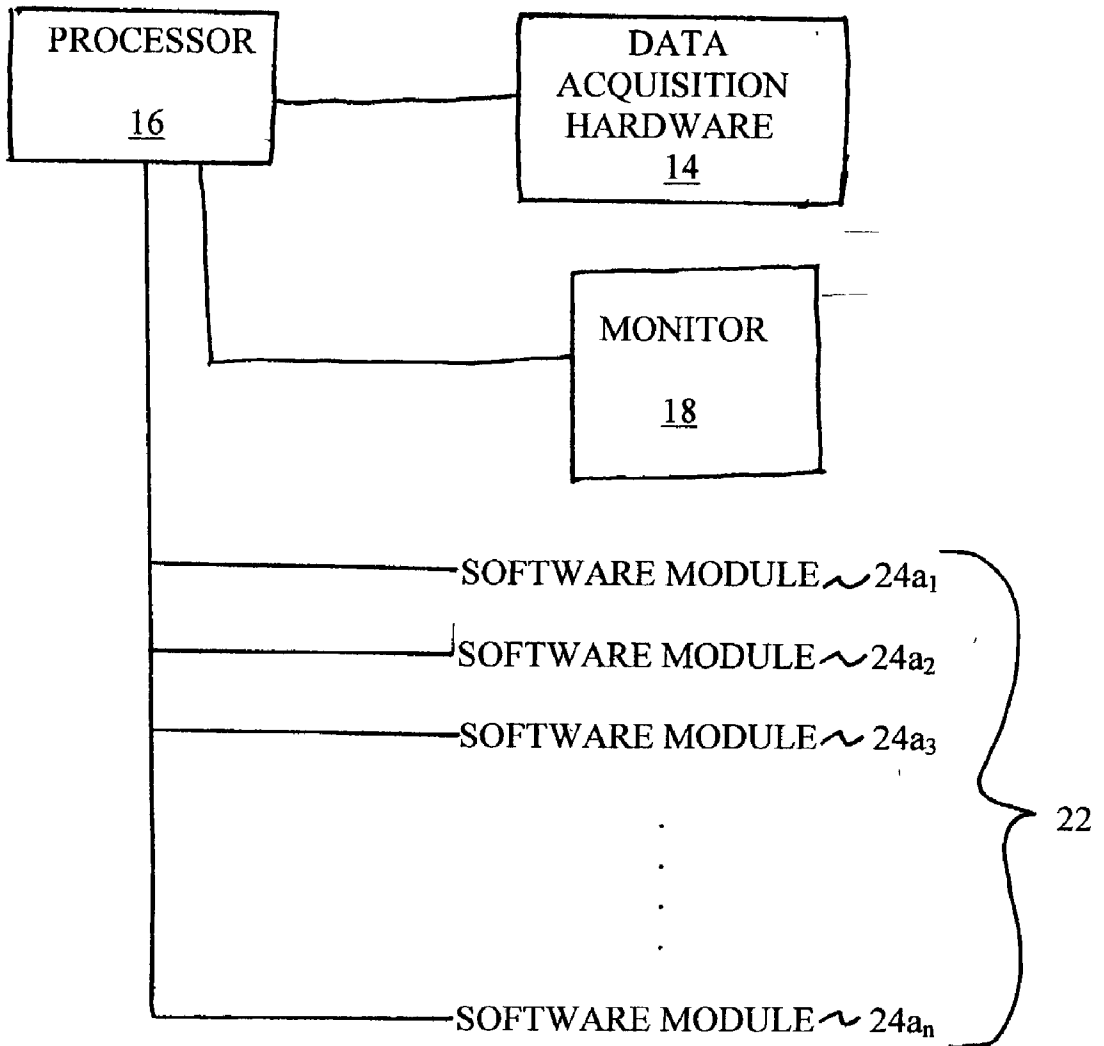 PROCESSOR
16
DATA
ACQUISITION
HARDWARE
14
MONITOR
18
SOFTWARE MODULE 24a₁
SOFTWARE MODULE 24a₂
SOFTWARE MODULE 24a₃
22
SOFTWARE MODULE 24aₙ